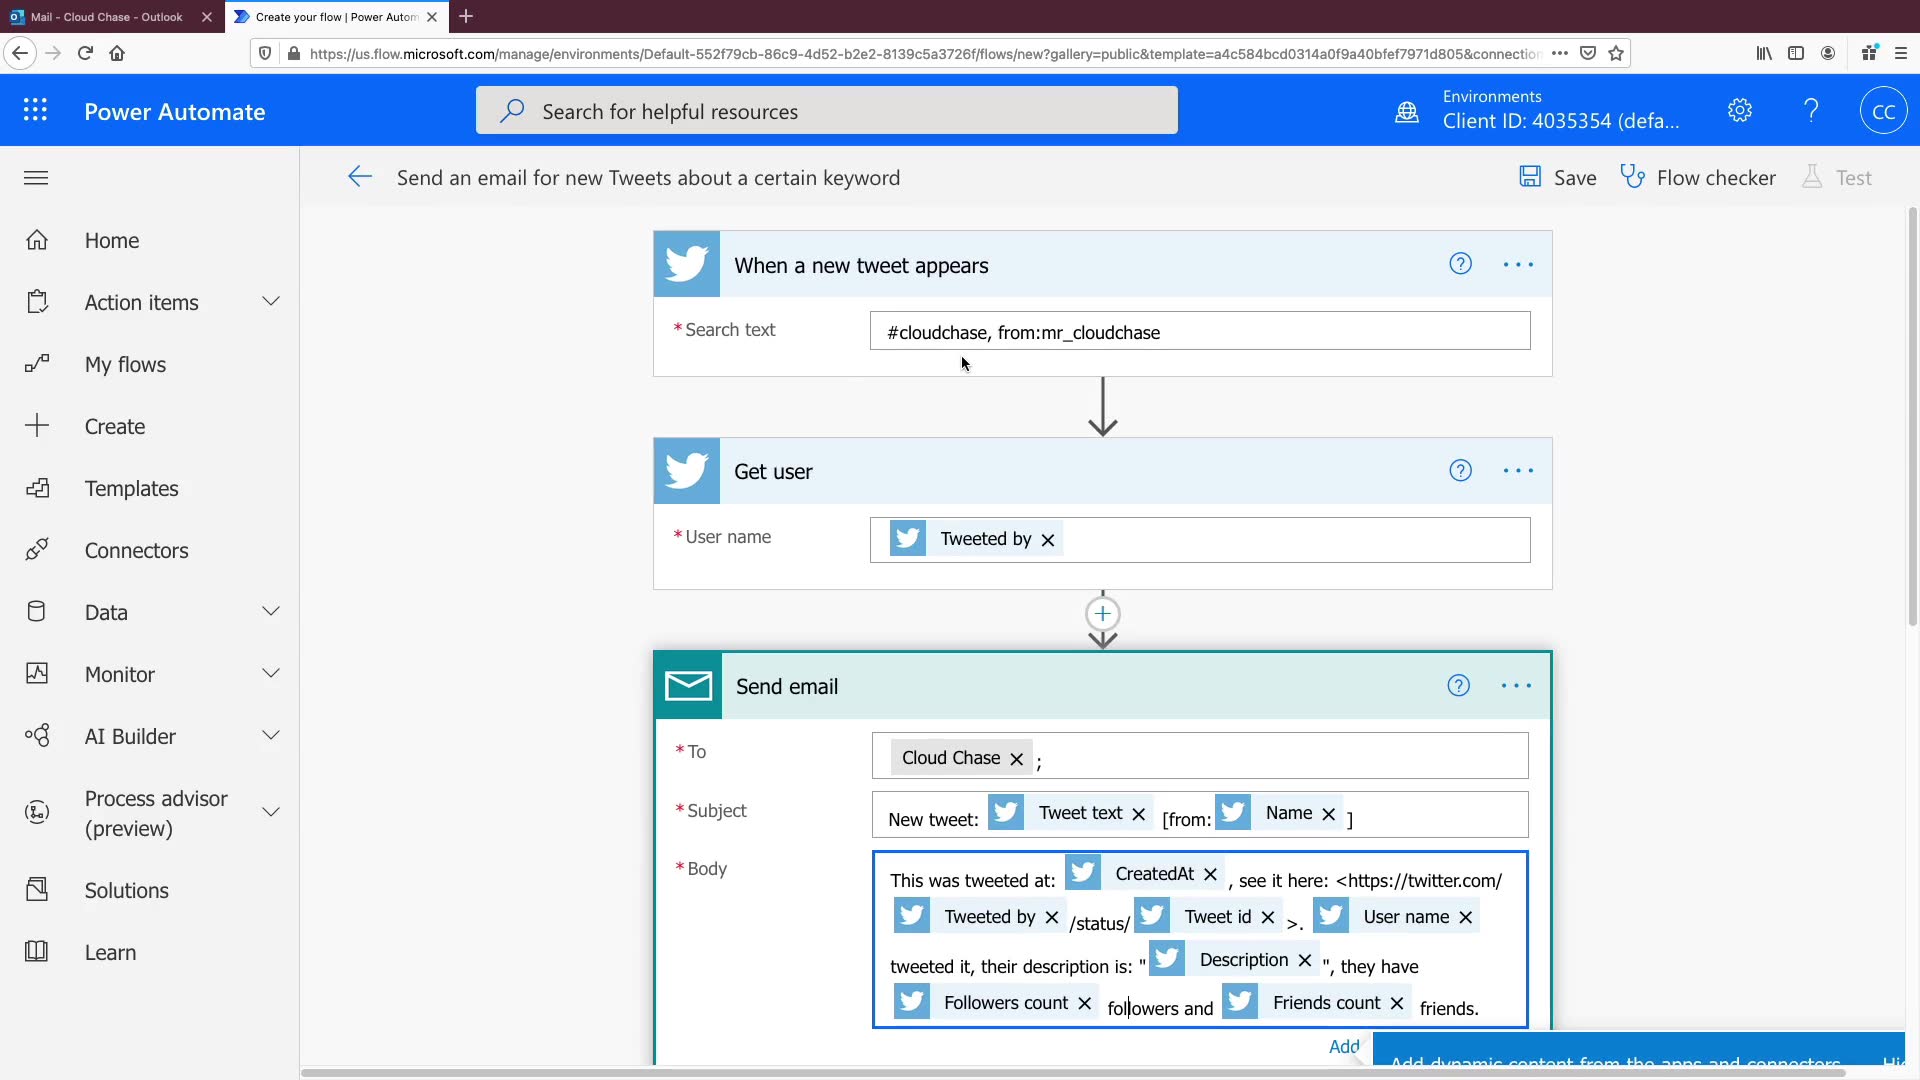 Mail - Cloud Chase - Outlook
Create your flow | Power Autom
https://us.flow.microsoft.com/manage/environments/Default-552f79cb-86c9-4d52-b2e2-8139c5a3726f/flows/new?gallery=public&template=a4c584bcd0314a0f9a40bfef7971d805&connectio
Power Automate
Search for helpful resources
Environments
Client ID: 4035354 (defa...
CC
Send an email for new Tweets about a certain keyword
Save
Flow checker
Test
Home
Action items
My flows
Create
Templates
Connectors
Data
Monitor
AI Builder
Process advisor
(preview)
Solutions
Learn
When a new tweet appears
* Search text
#cloudchase, from:mr_cloudchase
Get user
* User name
Tweeted by
Send email
* To
Cloud Chase ;
* Subject
New tweet: Tweet text [from: Name ]
* Body
This was tweeted at: CreatedAt , see it here: <https://twitter.com/
Tweeted by /status/ Tweet id >. User name
tweeted it, their description is: " Description ", they have
Followers count followers and Friends count friends.
Add
Add dynamic content from the apps and connectors